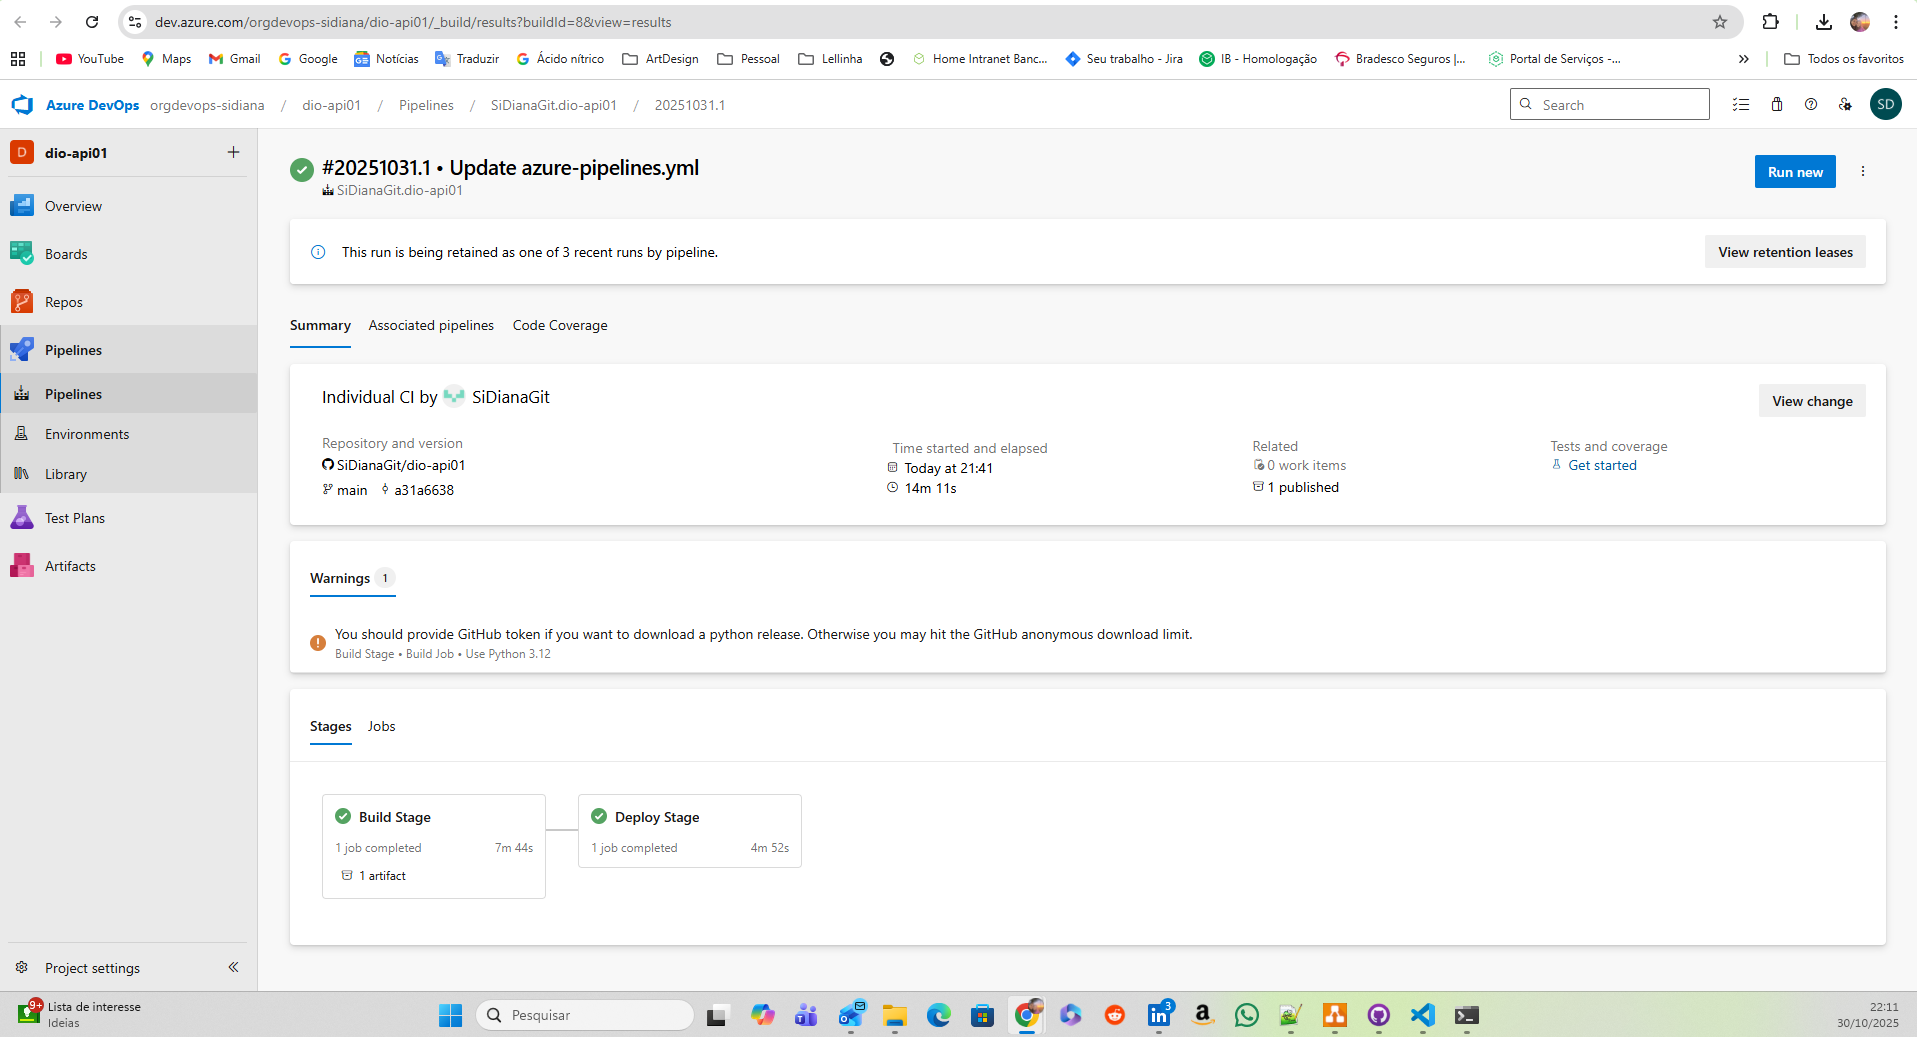 dev.azure.com/orgdevops-sidiana/dio-api01/_build/results?buildId=8&view=results
YouTube Maps Gmail Google Notícias Traduzir Ácido nítrico ArtDesign Pessoal Lellinha Home Intranet Banc... Seu trabalho - Jira IB - Homologação Bradesco Seguros |... Portal de Serviços -... » Todos os favoritos
Azure DevOps orgdevops-sidiana / dio-api01 / Pipelines / SiDianaGit.dio-api01 / 20251031.1
Search
SD
D dio-api01 +
Overview
Boards
Repos
Pipelines
Pipelines
Environments
Library
Test Plans
Artifacts
Project settings
#20251031.1 • Update azure-pipelines.yml
SiDianaGit.dio-api01
Run new
This run is being retained as one of 3 recent runs by pipeline.
View retention leases
Summary Associated pipelines Code Coverage
Individual CI by SiDianaGit
View change
Repository and version
SiDianaGit/dio-api01
main a31a6638
Time started and elapsed
Today at 21:41
14m 11s
Related
0 work items
1 published
Tests and coverage
Get started
Warnings 1
You should provide GitHub token if you want to download a python release. Otherwise you may hit the GitHub anonymous download limit.
Build Stage • Build Job • Use Python 3.12
Stages Jobs
Build Stage
1 job completed 7m 44s
1 artifact
Deploy Stage
1 job completed 4m 52s
9+
Lista de interesse
Ideias
Pesquisar
3
22:11
30/10/2025